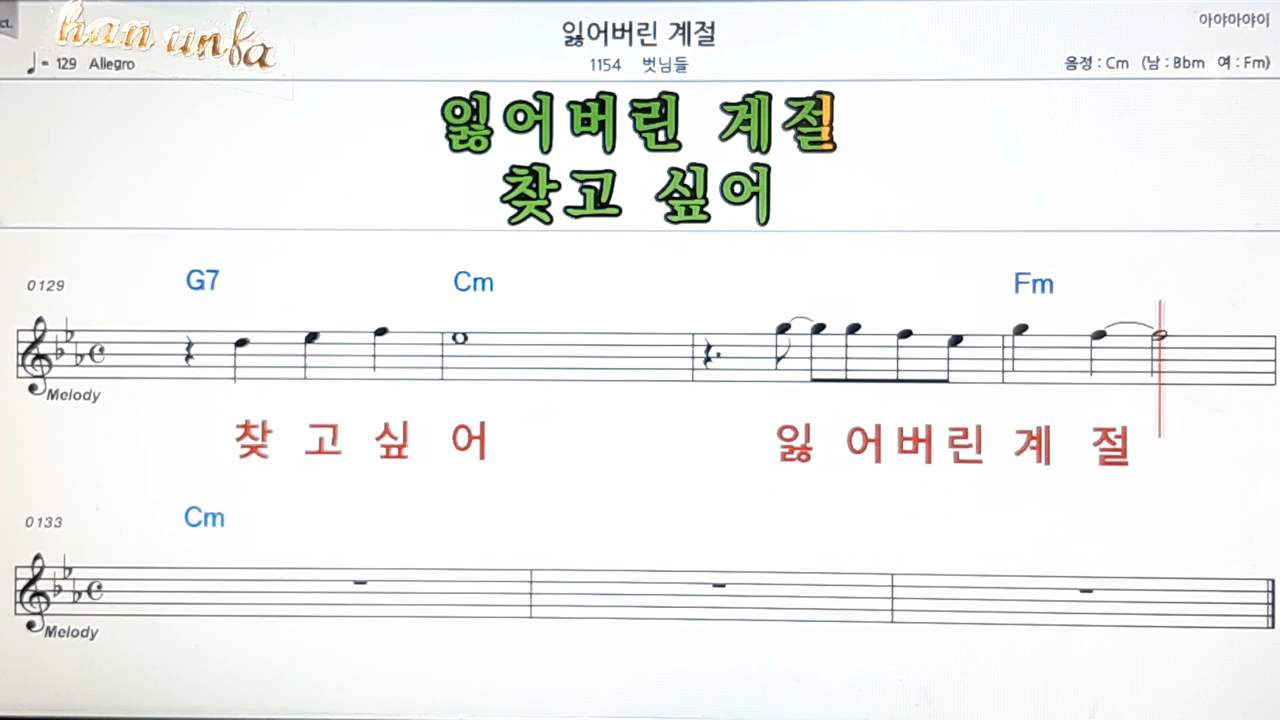 ct.
han unfa
잃어버린 계절
아야아야이
♩= 129 Allegro
1154 벗님들
음정 : Cm (남 : Bbm 여 : Fm)
잃어버린 계절
찾고 싶어
0129
G7 Cm Fm
Melody
찾 고 싶 어 잃 어 버 린 계 절
0133
Cm
Melody